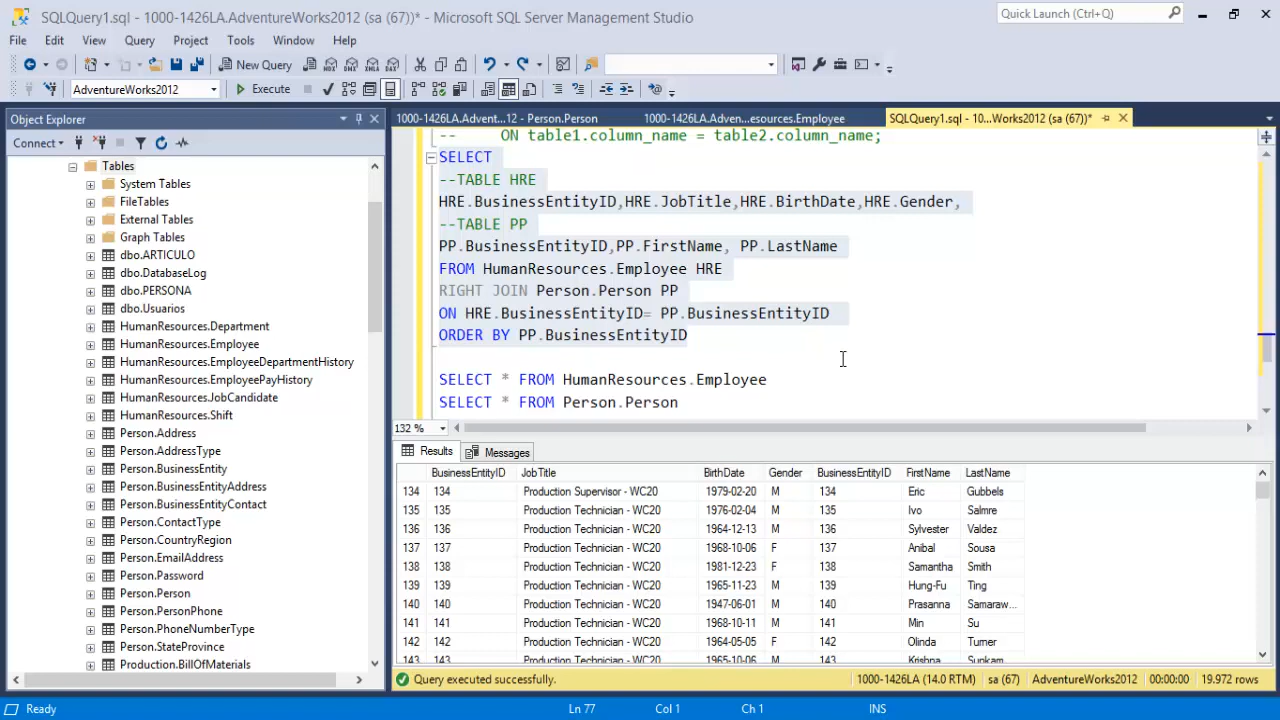 SQLQuery1.sql - 1000-1426LA.AdventureWorks2012 (sa (67))* - Microsoft SQL Server Management Studio
Quick Launch (Ctrl+Q)
File Edit View Query Project Tools Window Help
New Query MDX DMX XMLA DAX
AdventureWorks2012 Execute
Object Explorer
1000-1426LA.Advent...12 - Person.Person 1000-1426LA.Adven...esources.Employee SQLQuery1.sql - 10...Works2012 (sa (67))*
Connect
Tables
System Tables
FileTables
External Tables
Graph Tables
dbo.ARTICULO
dbo.DatabaseLog
dbo.PERSONA
dbo.Usuarios
HumanResources.Department
HumanResources.Employee
HumanResources.EmployeeDepartmentHistory
HumanResources.EmployeePayHistory
HumanResources.JobCandidate
HumanResources.Shift
Person.Address
Person.AddressType
Person.BusinessEntity
Person.BusinessEntityAddress
Person.BusinessEntityContact
Person.ContactType
Person.CountryRegion
Person.EmailAddress
Person.Password
Person.Person
Person.PersonPhone
Person.PhoneNumberType
Person.StateProvince
Production.BillOfMaterials
-- ON table1.column_name = table2.column_name;
SELECT
--TABLE HRE
HRE.BusinessEntityID,HRE.JobTitle,HRE.BirthDate,HRE.Gender,
--TABLE PP
PP.BusinessEntityID,PP.FirstName, PP.LastName
FROM HumanResources.Employee HRE
RIGHT JOIN Person.Person PP
ON HRE.BusinessEntityID= PP.BusinessEntityID
ORDER BY PP.BusinessEntityID
SELECT * FROM HumanResources.Employee
SELECT * FROM Person.Person
132 %
Results Messages
BusinessEntityID JobTitle BirthDate Gender BusinessEntityID FirstName LastName
134 134 Production Supervisor - WC20 1979-02-20 M 134 Eric Gubbels
135 135 Production Technician - WC20 1976-02-04 M 135 Ivo Salmre
136 136 Production Technician - WC20 1964-12-13 M 136 Sylvester Valdez
137 137 Production Technician - WC20 1968-10-06 F 137 Anibal Sousa
138 138 Production Technician - WC20 1981-12-23 F 138 Samantha Smith
139 139 Production Technician - WC20 1965-11-23 M 139 Hung-Fu Ting
140 140 Production Technician - WC20 1947-06-01 M 140 Prasanna Samaraw...
141 141 Production Technician - WC20 1968-10-11 M 141 Min Su
142 142 Production Technician - WC20 1964-05-05 F 142 Olinda Turner
143 143 Production Technician - WC20 1965-10-06 M 143 Krishna Sunkam
Query executed successfully. 1000-1426LA (14.0 RTM) sa (67) AdventureWorks2012 00:00:00 19.972 rows
Ready Ln 77 Col 1 Ch 1 INS